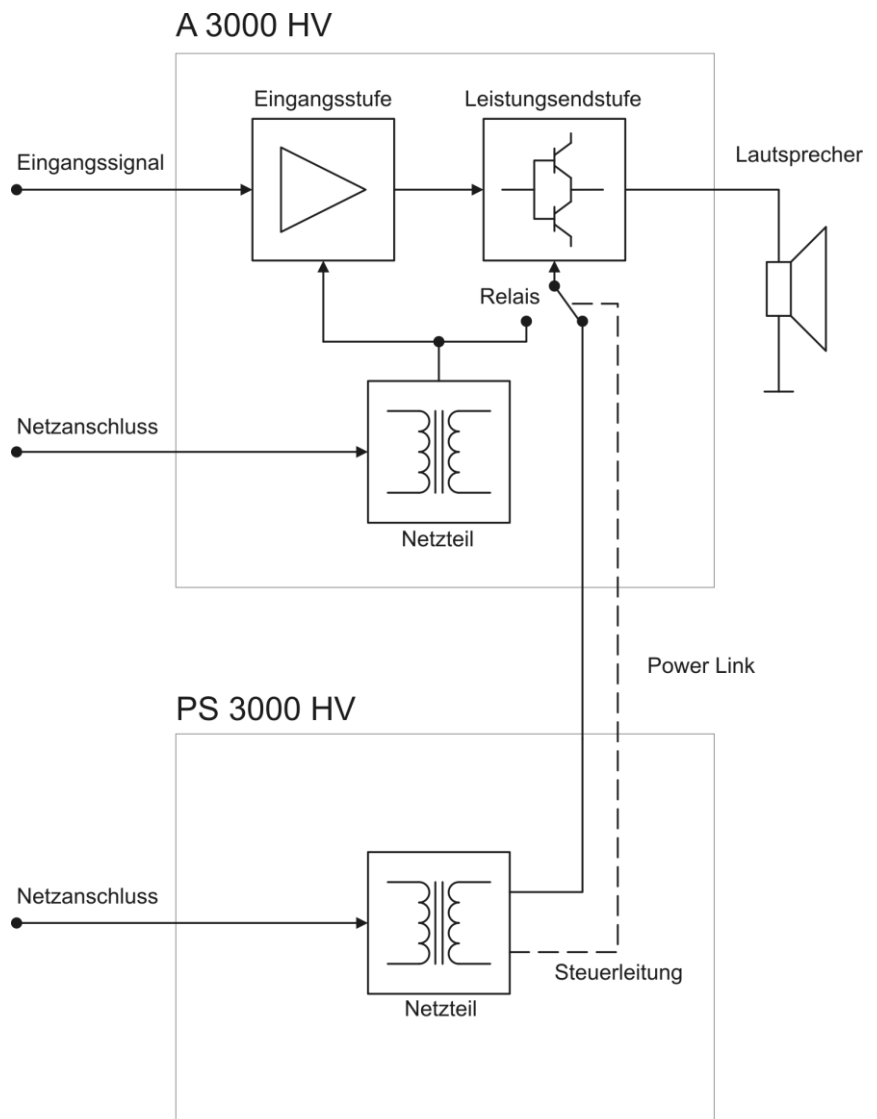 A 3000 HV
Eingangsstufe
Leistungsendstufe
Eingangssignal
Lautsprecher
Relais
Netzanschluss
Netzteil
Power Link
PS 3000 HV
Netzanschluss
Steuerleitung
Netzteil